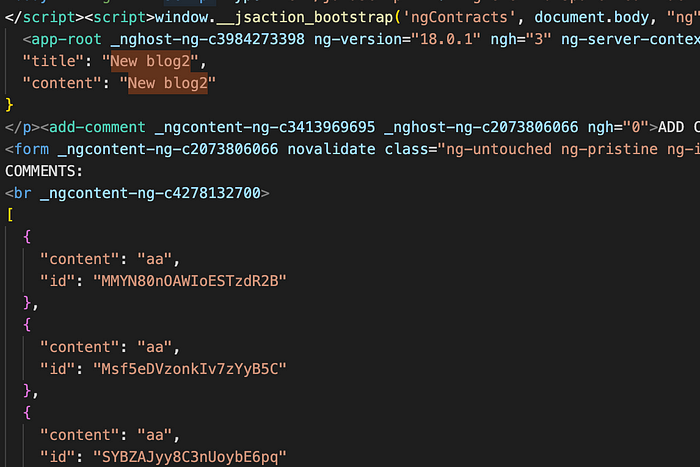 </script><script>window.__jsaction_bootstrap('ngContracts', document.body, "ng"
<app-root _nghost-ng-c3984273398 ng-version="18.0.1" ngh="3" ng-server-contex
"title": "New blog2",
"content": "New blog2"
}
</p><add-comment _ngcontent-ng-c3413969695 _nghost-ng-c2073806066 ngh="0">ADD C
<form _ngcontent-ng-c2073806066 novalidate class="ng-untouched ng-pristine ng-i
COMMENTS:
<br _ngcontent-ng-c4278132700>
[
{
"content": "aa",
"id": "MMYN80nOAWIoESTzdR2B"
},
{
"content": "aa",
"id": "Msf5eDVzonkIv7zYyB5C"
},
{
"content": "aa",
"id": "SYBZAJyy8C3nUoybE6pq"